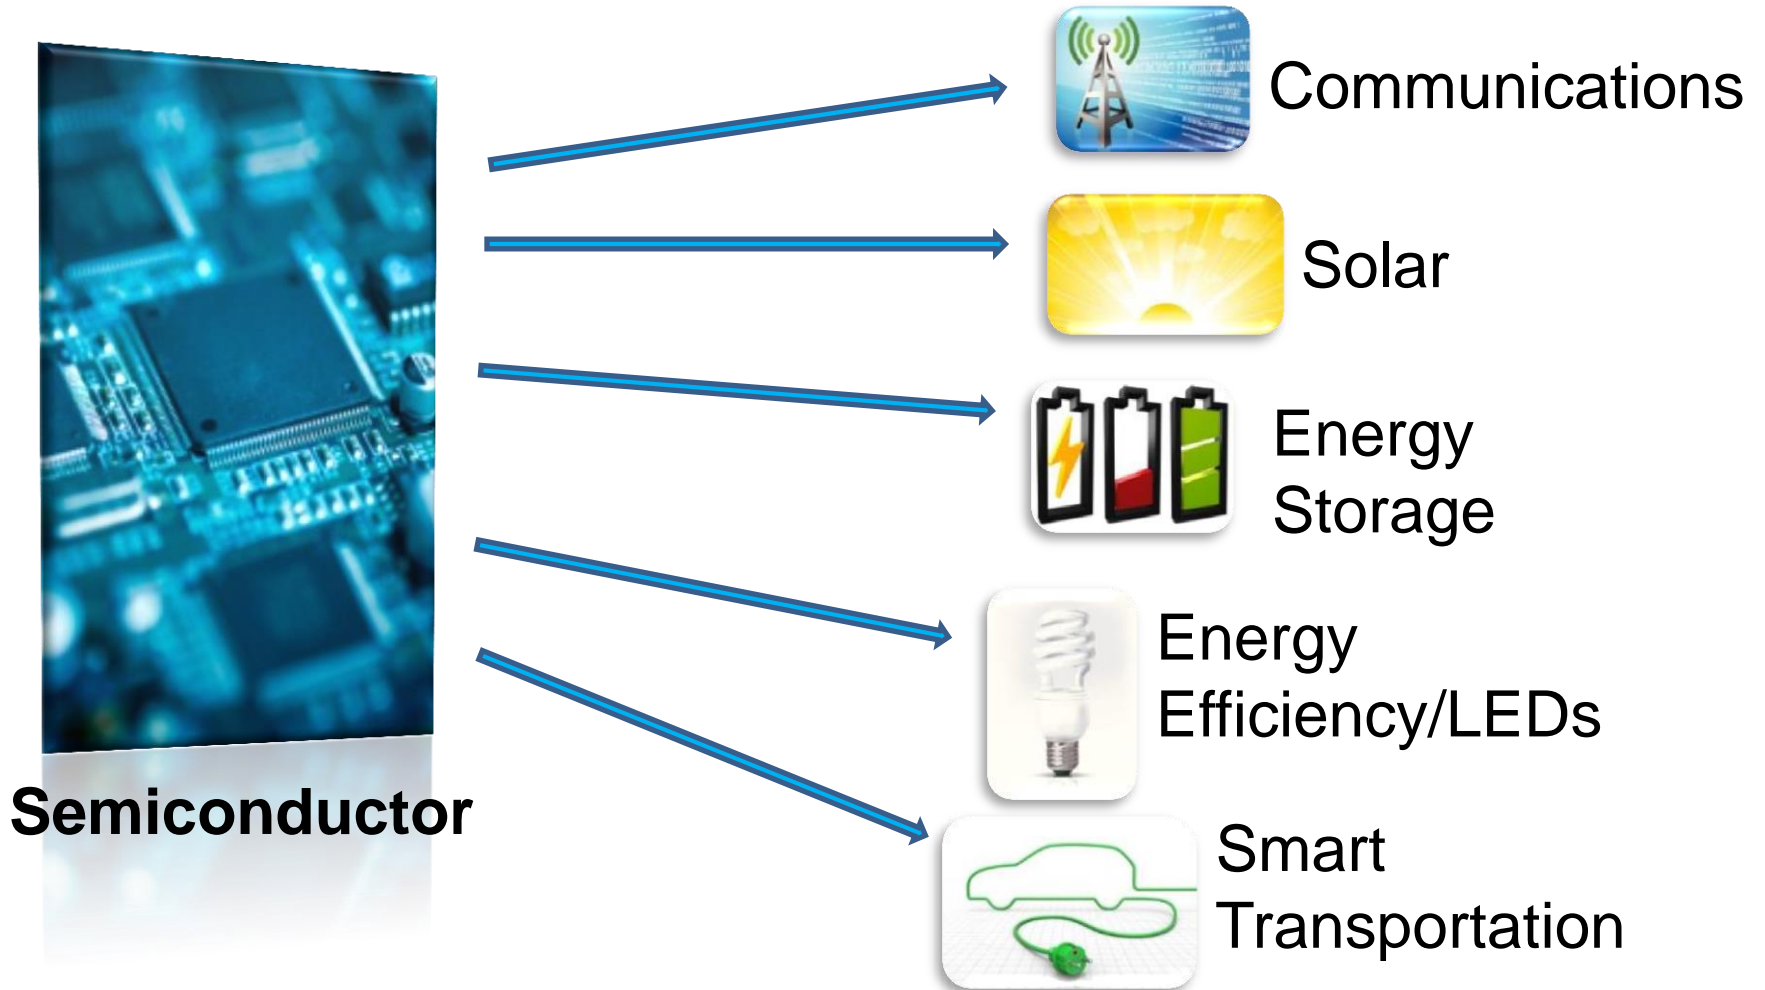 Communications
Solar
Energy
Storage
Energy
Efficiency/LEDs
Semiconductor
Smart
Transportation